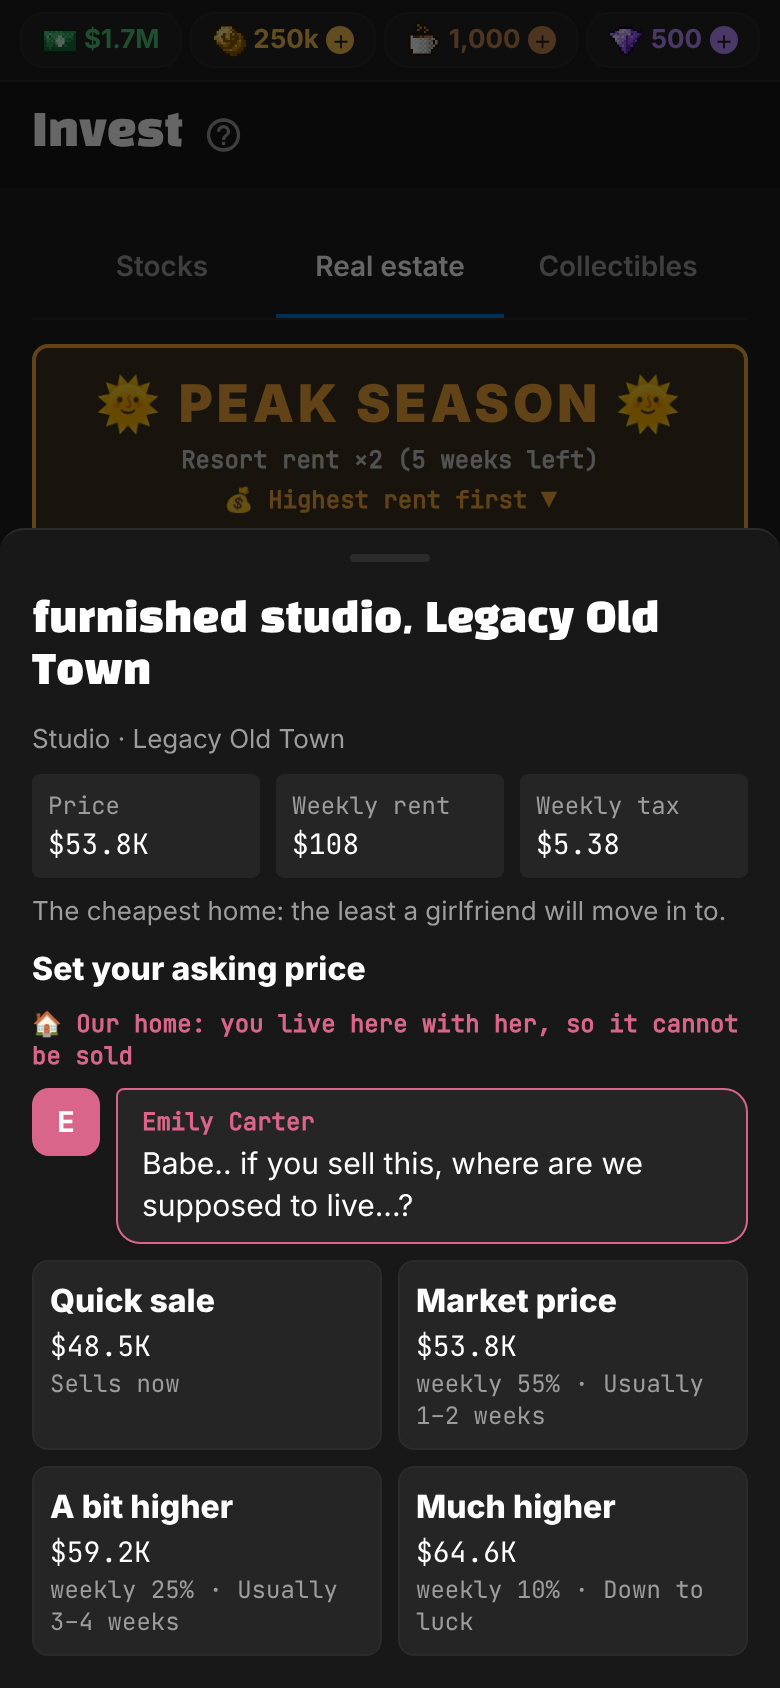 $1.7M 250k + 1,000 + 500 +
Invest ?
Stocks Real estate Collectibles
PEAK SEASON
Resort rent ×2 (5 weeks left)
Highest rent first ▼
furnished studio, Legacy Old
Town
Studio · Legacy Old Town
Price Weekly rent Weekly tax
$53.8K $108 $5.38
The cheapest home: the least a girlfriend will move in to.
Set your asking price
Our home: you live here with her, so it cannot
be sold
E
Emily Carter
Babe.. if you sell this, where are we
supposed to live...?
Quick sale
$48.5K
Sells now
Market price
$53.8K
weekly 55% · Usually
1–2 weeks
A bit higher
$59.2K
weekly 25% · Usually
3–4 weeks
Much higher
$64.6K
weekly 10% · Down to
luck